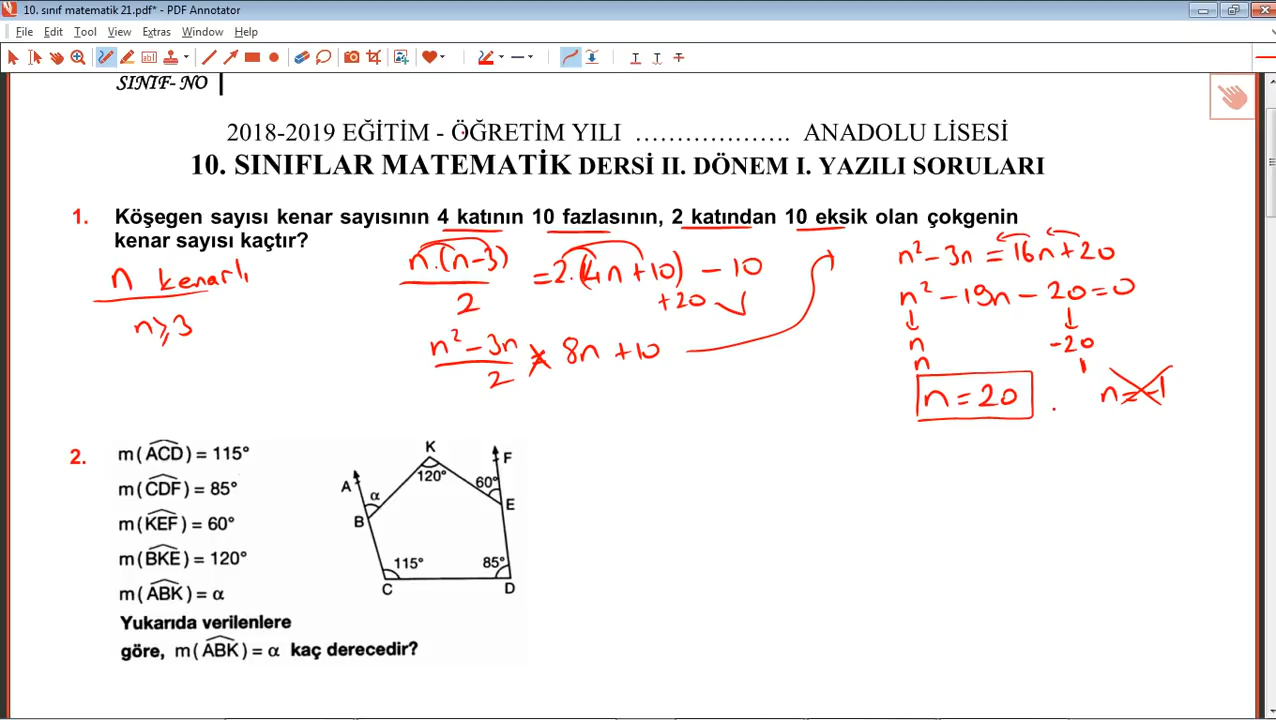 10. sınıf matematik 21.pdf* - PDF Annotator
File Edit Tool View Extras Window Help
SINIF- NO
2018-2019 EĞİTİM - ÖĞRETİM YILI ………………. ANADOLU LİSESİ
10. SINIFLAR MATEMATİK DERSİ II. DÖNEM I. YAZILI SORULARI
1. Köşegen sayısı kenar sayısının 4 katının 10 fazlasının, 2 katından 10 eksik olan çokgenin
kenar sayısı kaçtır?
n kenarlı
n≥3
n.(n-3)/2 = 2.(4n+10) - 10
+20
n² - 3n/2 = 8n + 10
n² - 3n = 16n + 20
n² - 19n - 20 = 0
n -20
n 1
n = 20
n = -1
2. m(ACD) = 115°
m(CDF) = 85°
m(KEF) = 60°
m(BKE) = 120°
m(ABK) = α
Yukarıda verilenlere
göre, m(ABK) = α kaç derecedir?
K
F
A
α
120°
60°
E
B
115°
85°
C
D